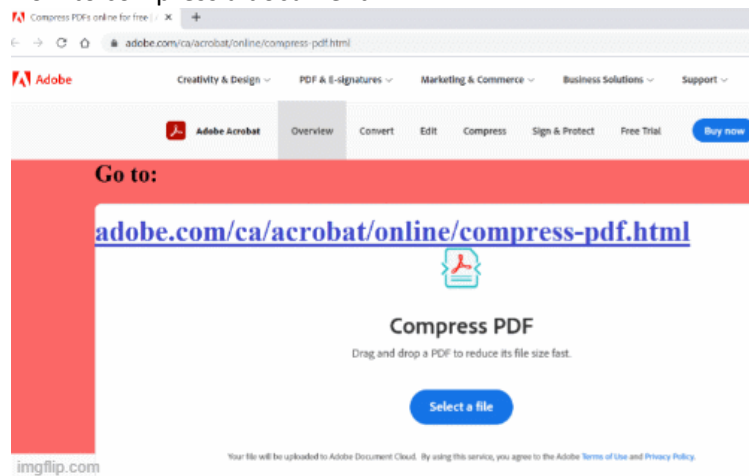 Compress PDFs online for free |
adobe.com/ca/acrobat/online/compress-pdf.html
Adobe Creativity & Design PDF & E-signatures Marketing & Commerce Business Solutions Support
Adobe Acrobat Overview Convert Edit Compress Sign & Protect Free Trial Buy now
Go to:
adobe.com/ca/acrobat/online/compress-pdf.html
Compress PDF
Drag and drop a PDF to reduce its file size fast.
Select a file
Your file will be uploaded to Adobe Document Cloud. By using this service, you agree to the Adobe Terms of Use and Privacy Policy.
imgflip.com